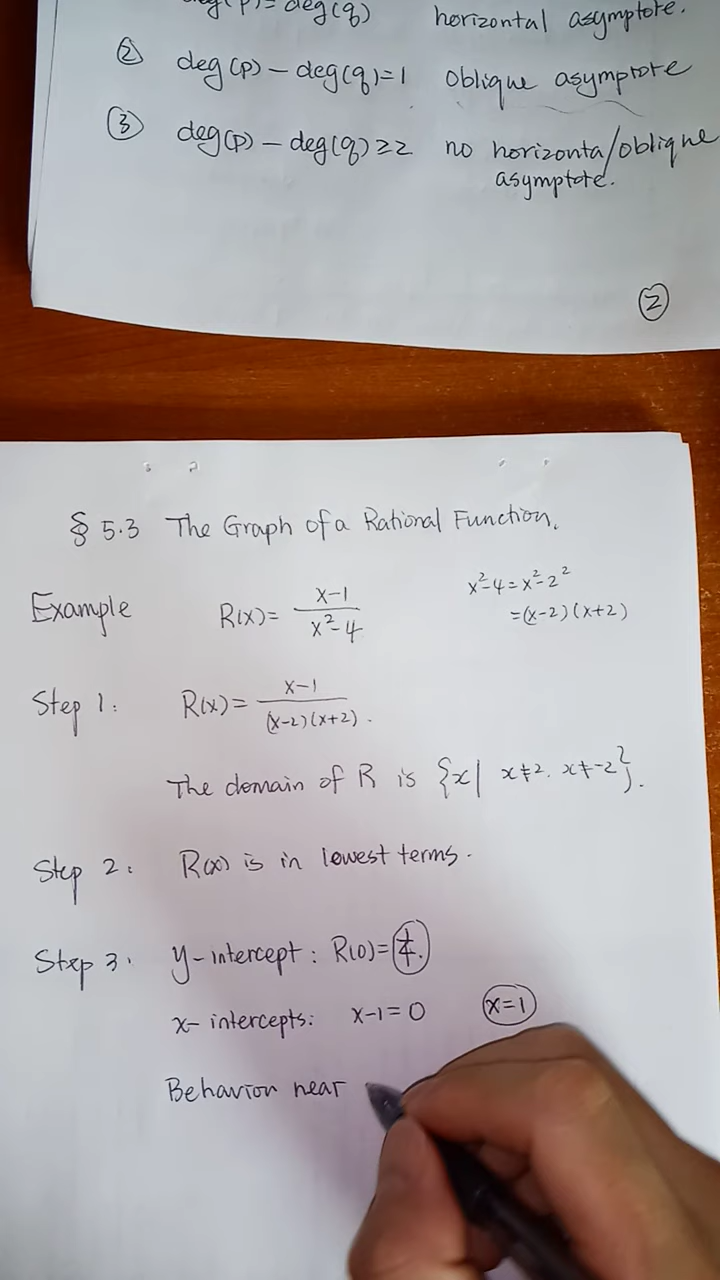 deg(p)=deg(q) horizontal asymptote.
② deg(p)-deg(q)=1 oblique asymptote
③ deg(p)-deg(q)≥2 no horizonta/oblique
asymptote.
②
§ 5.3 The Graph of a Rational Function.
Example R(x)= x-1 / x²-4 x²-4=x²-2²
=(x-2)(x+2)
Step 1: R(x)= x-1 / (x-2)(x+2).
The domain of R is {x| x≠2. x≠-2}.
Step 2: R(x) is in lowest terms.
Step 3. y-intercept: R(0)=1/4.
x-intercepts: x-1=0 x=1
Behavior near